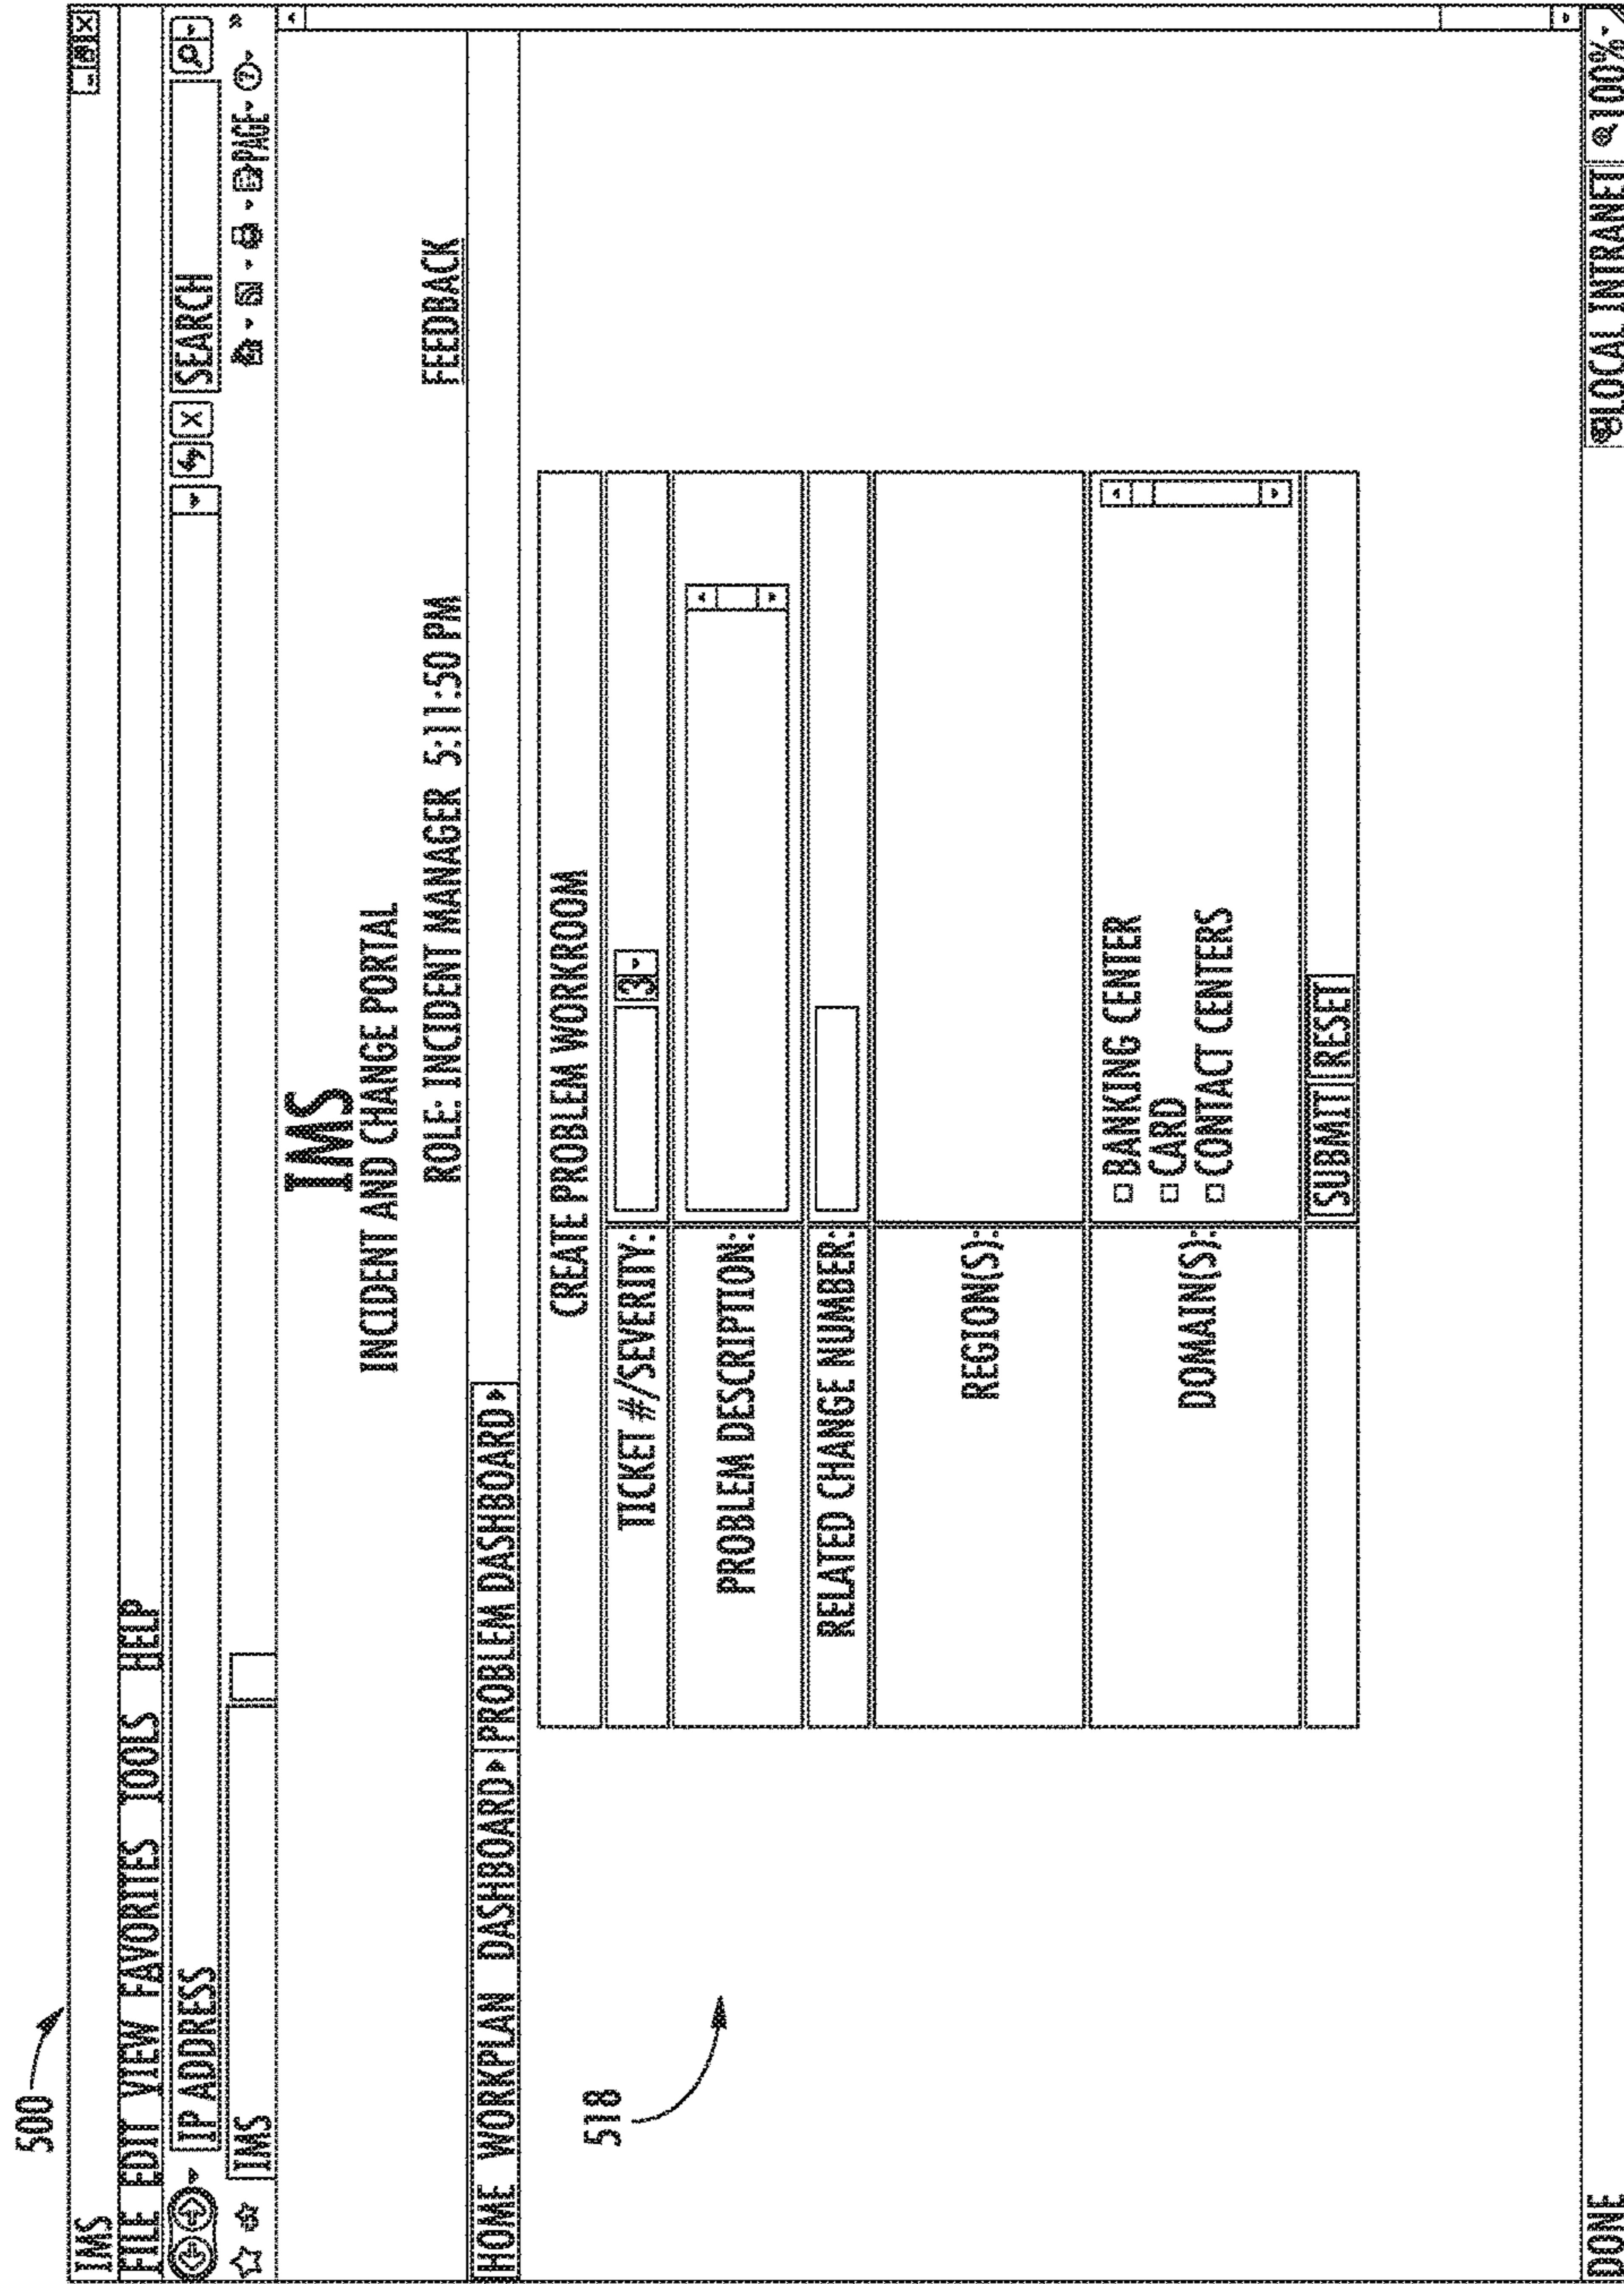 500
IMS
FILE EDIT VIEW FAVORITES TOOLS HELP
IP ADDRESS X SEARCH
IMS PAGE ? »
IMS
INCIDENT AND CHANGE PORTAL
ROLE: INCIDENT MANAGER 5:11:50 PM FEEDBACK
HOME WORKPLAN DASHBOARD PROBLEM DASHBOARD
518
CREATE PROBLEM WORKROOM
TICKET #/SEVERITY: 3
PROBLEM DESCRIPTION:
RELATED CHANGE NUMBER:
REGION(S):
DOMAIN(S):
BANKING CENTER
CARD
CONTACT CENTERS
SUBMIT RESET
DONE LOCAL INTRANET 100%